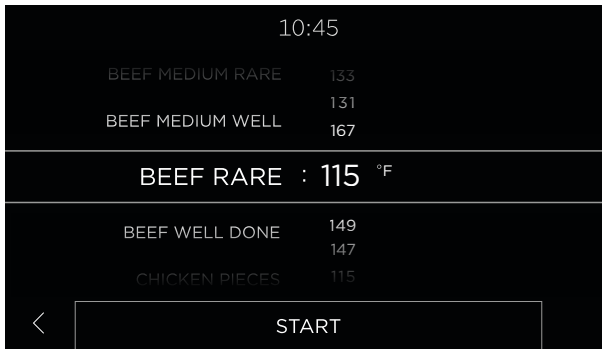 10:45
BEEF MEDIUM RARE 133
131
BEEF MEDIUM WELL 167
BEEF RARE : 115 °F
BEEF WELL DONE 149
147
CHICKEN PIECES 115
START